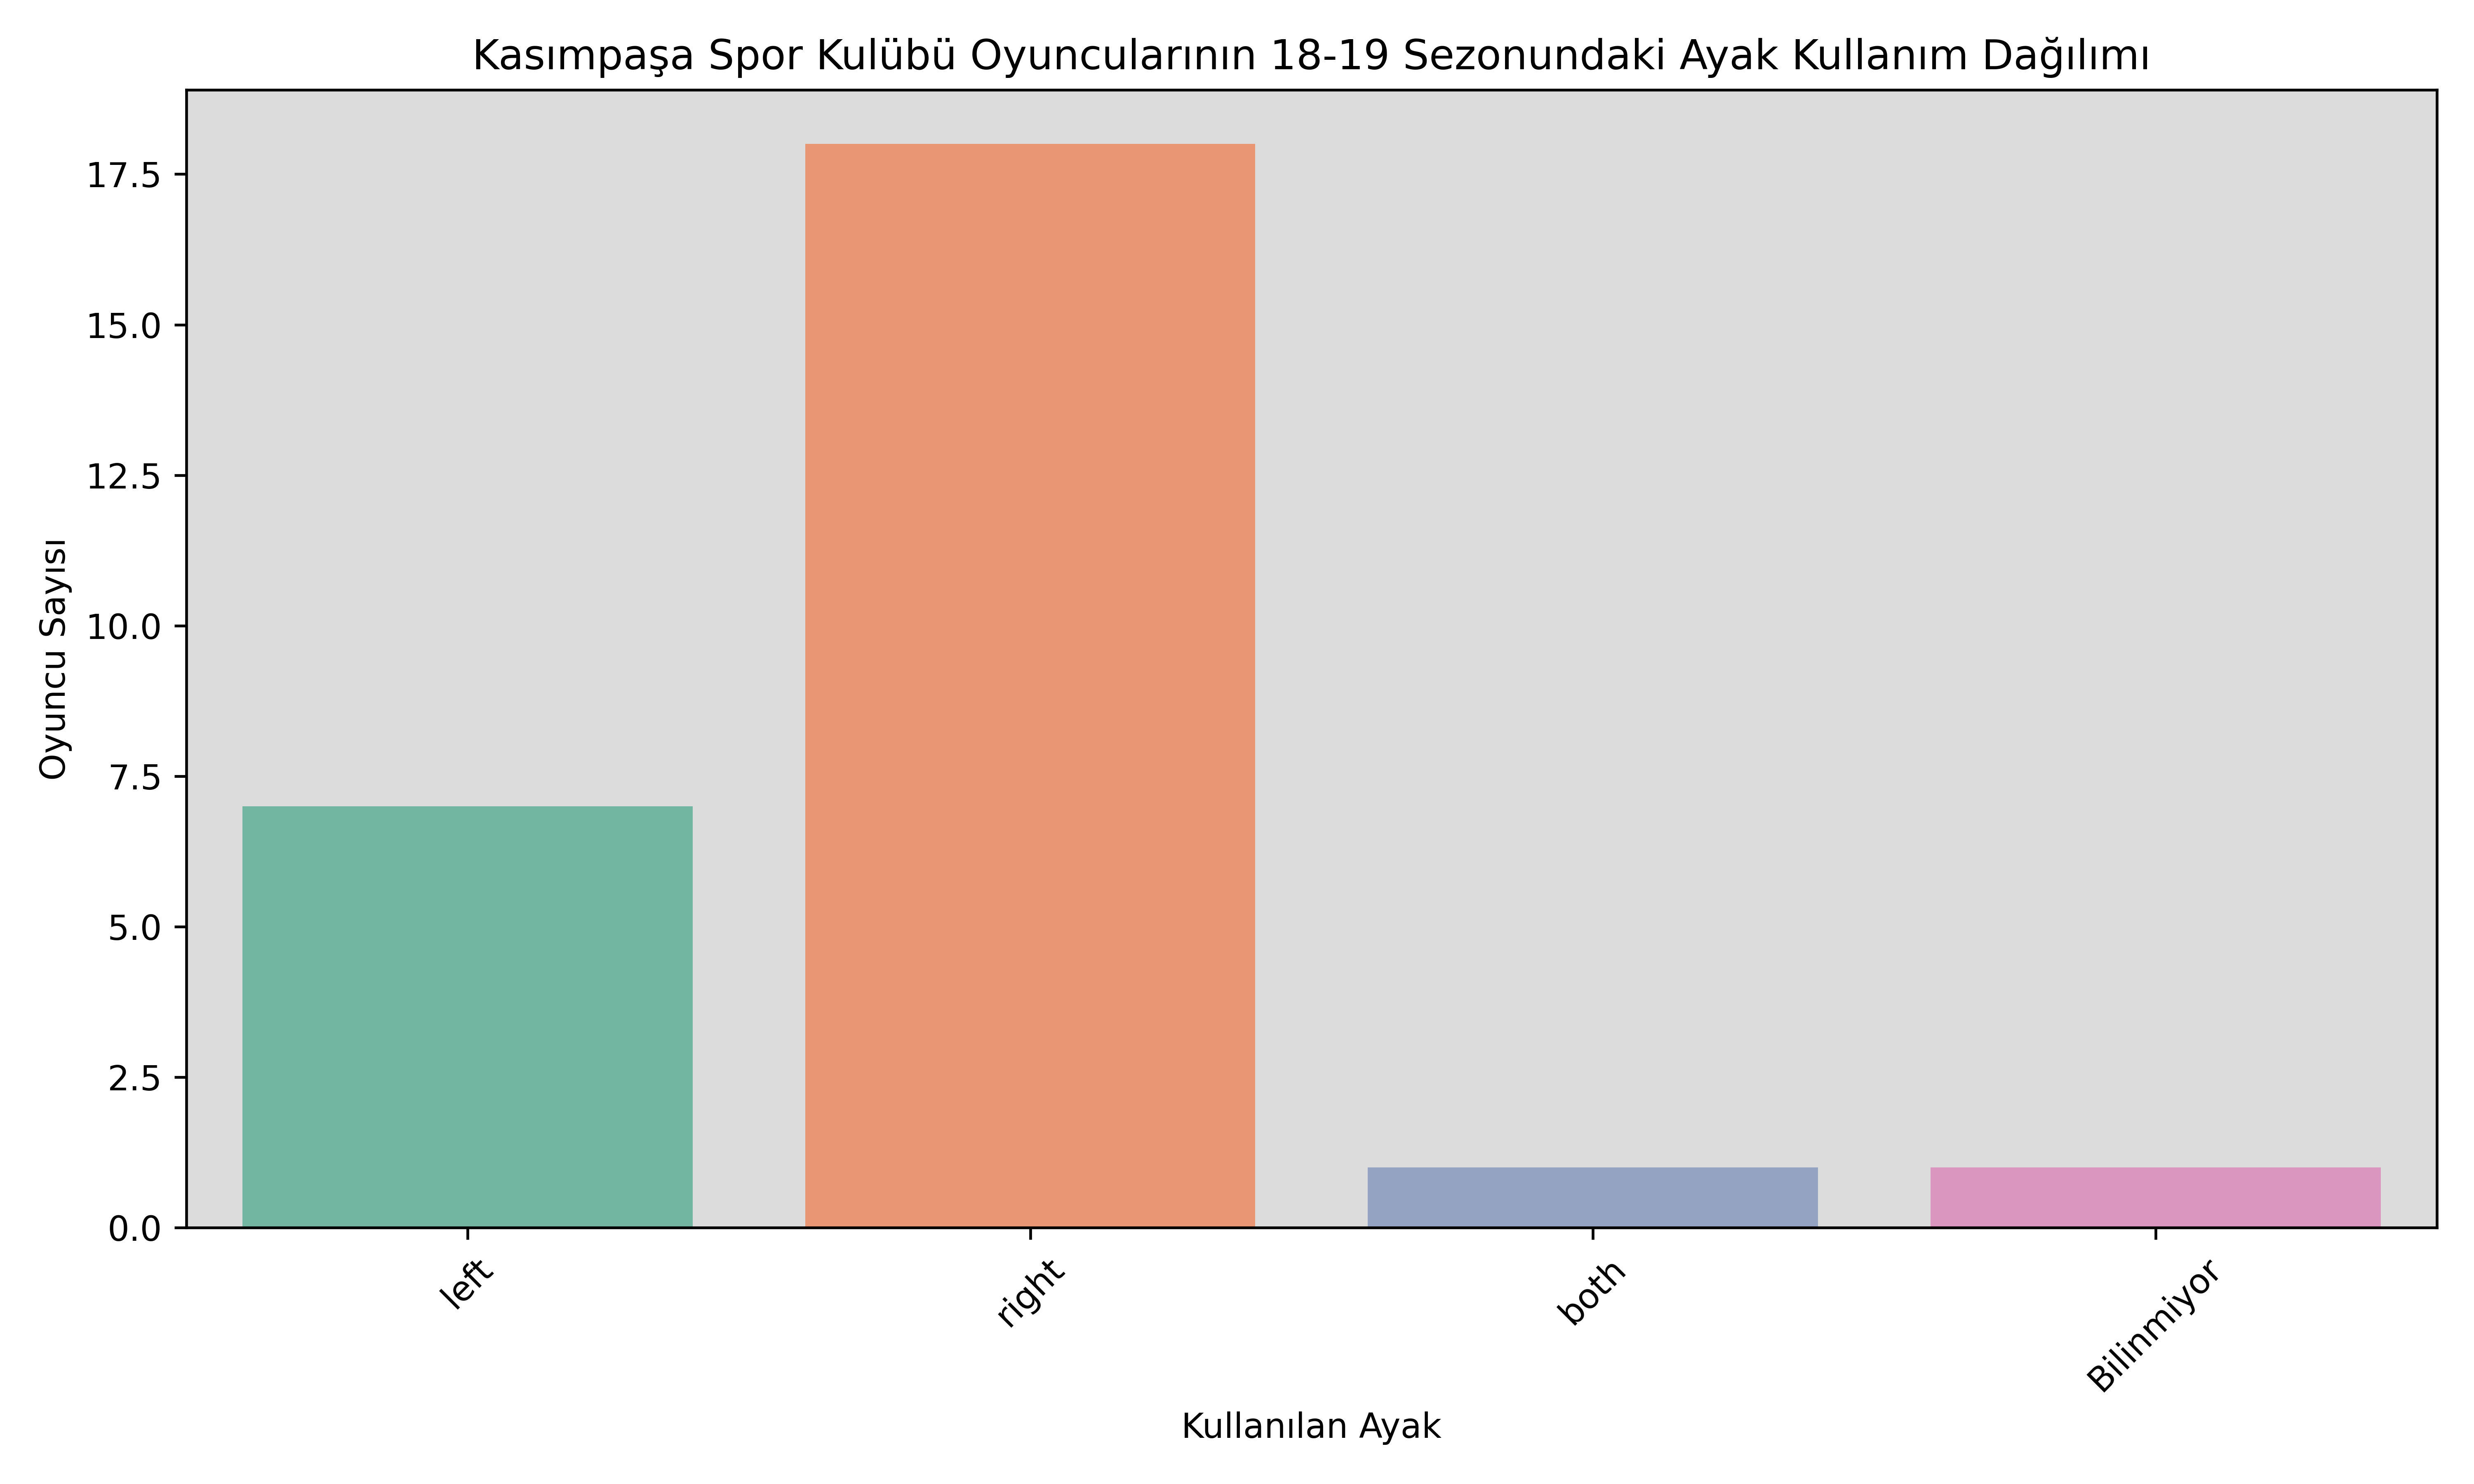 Kasımpaşa Spor Kulübü Oyuncularının 18-19 Sezonundaki Ayak Kullanım Dağılımı
Oyuncu Sayısı
17.5
15.0
12.5
10.0
7.5
5.0
2.5
0.0
left
right
both
Bilinmiyor
Kullanılan Ayak